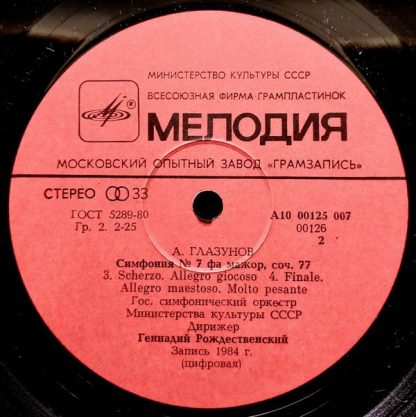 МИНИСТЕРСТВО КУЛЬТУРЫ СССР
ВСЕСОЮЗНАЯ ФИРМА·ГРАМПЛАСТИНОК
®
МЕЛОДИЯ
МОСКОВСКИЙ ОПЫТНЫЙ ЗАВОД «ГРАМЗАПИСЬ»
СТЕРЕО 33
ГОСТ 5289-80
Гр. 2. 2-25
А10 00125 007
00126
2
А. ГЛАЗУНОВ
Симфония № 7 фа мажор, соч. 77
3. Scherzo. Allegro giocoso 4. Finale.
Allegro maestoso. Molto pesante
Гос. симфонический оркестр
Министерства культуры СССР
Дирижер
Геннадий Рождественский
Запись 1984 г.
(цифровая)